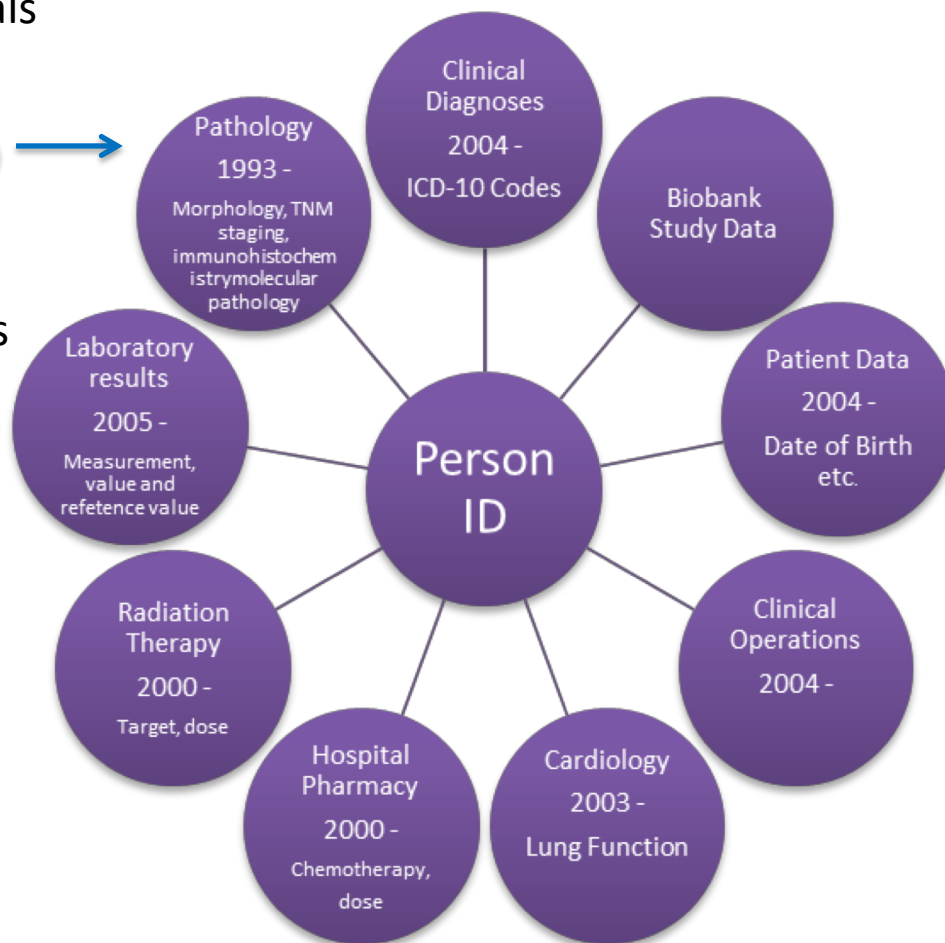 Clinical
Diagnoses
2004 -
ICD-10 Codes
Biobank
Study Data
Patient Data
2004 -
Date of Birth
etc.
Clinical
Operations
2004 -
Cardiology
2003 -
Lung Function
Hospital
Pharmacy
2000 -
Chemotherapy,
dose
Radiation
Therapy
2000 -
Target, dose
Laboratory
results
2005 -
Measurement,
value and
refetence value
Pathology
1993 -
Morphology, TNM
staging,
immunohistochem
istrymolecular
pathology
Person
ID